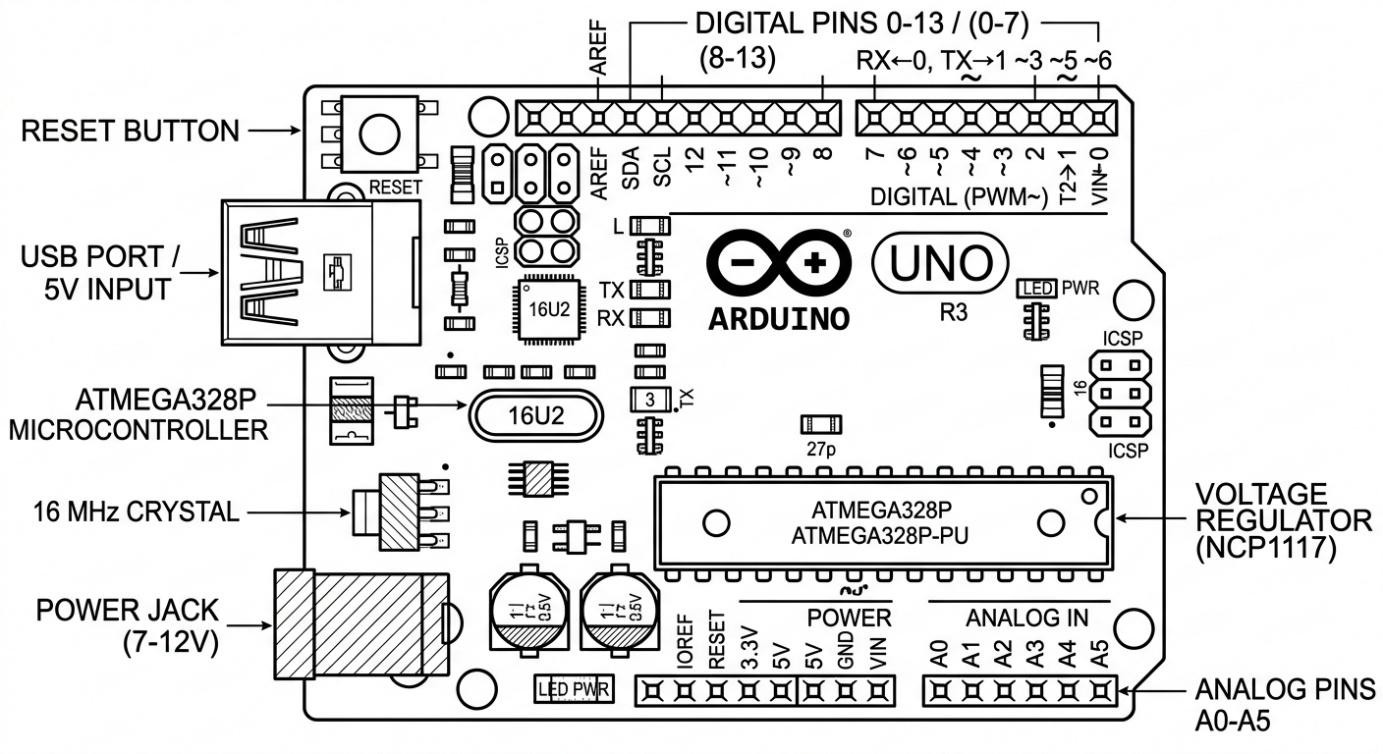 DIGITAL PINS 0-13 / (0-7)
(8-13)
AREF
RX←0, TX→1 ~3 ~5 ~6
~ ~
RESET BUTTON
RESET
AREF
SDA
SCL
12
~11
~10
~9
8
7
~6
~5
~4
~3
2
T2→1
VIN←0
DIGITAL (PWM~)
USB PORT /
5V INPUT
ICSP
L
TX
RX
16U2
ARDUINO
®
UNO
R3
LED PWR
ICSP
16
ICSP
ATMEGA328P
MICROCONTROLLER
16U2
3
TX
27p
16 MHz CRYSTAL
ATMEGA328P
ATMEGA328P-PU
VOLTAGE
REGULATOR
(NCP1117)
POWER JACK
(7-12V)
LED PWR
POWER
IOREF
RESET
3.3V
5V
5V
GND
VIN
ANALOG IN
A0
A1
A2
A3
A4
A5
ANALOG PINS
A0-A5